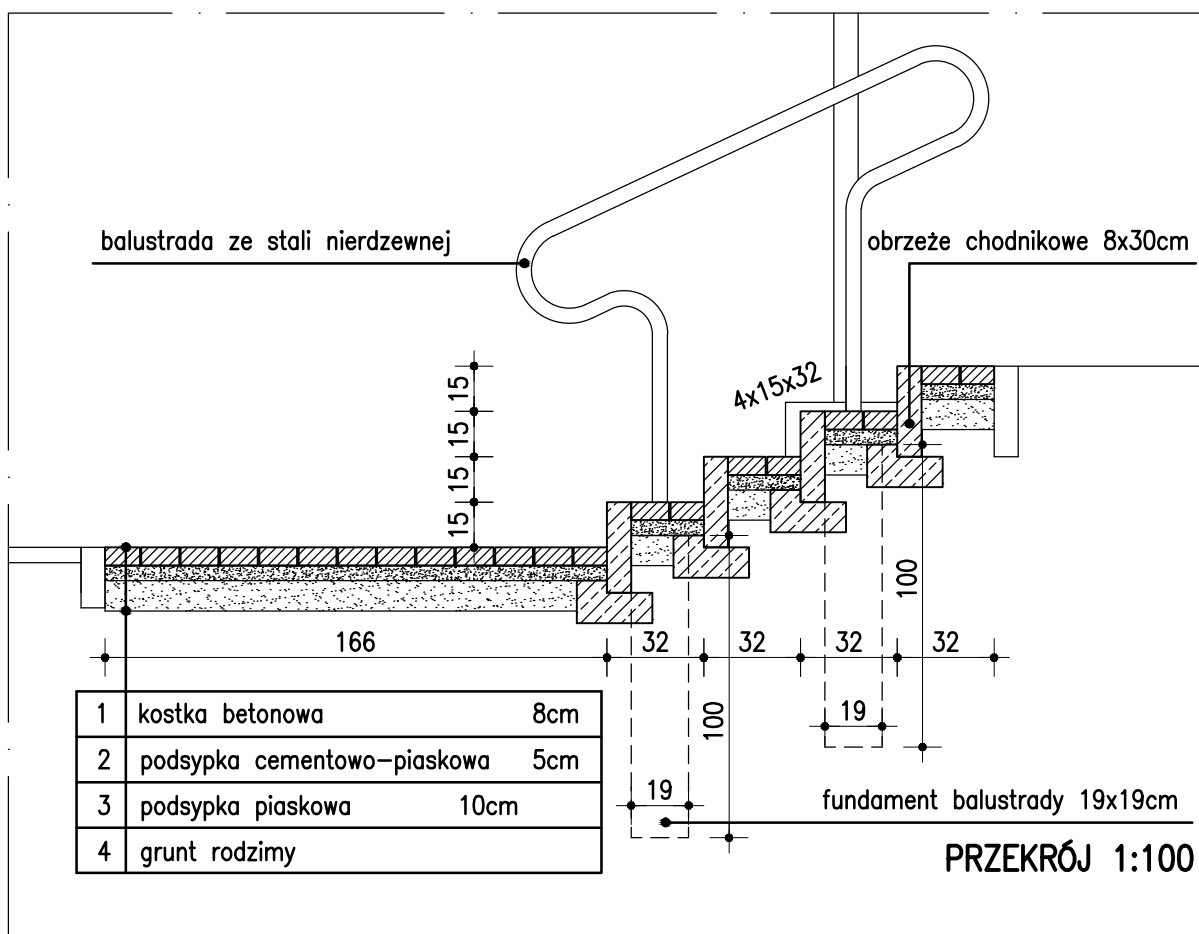 balustrada ze stali nierdzewnej
obrzeże chodnikowe 8x30cm
4x15x32
15
15
15
15
100
166
32
32
32
32
100
19
19
1 kostka betonowa 8cm
2 podsypka cementowo-piaskowa 5cm
3 podsypka piaskowa 10cm
4 grunt rodzimy
fundament balustrady 19x19cm
PRZEKRÓJ 1:100